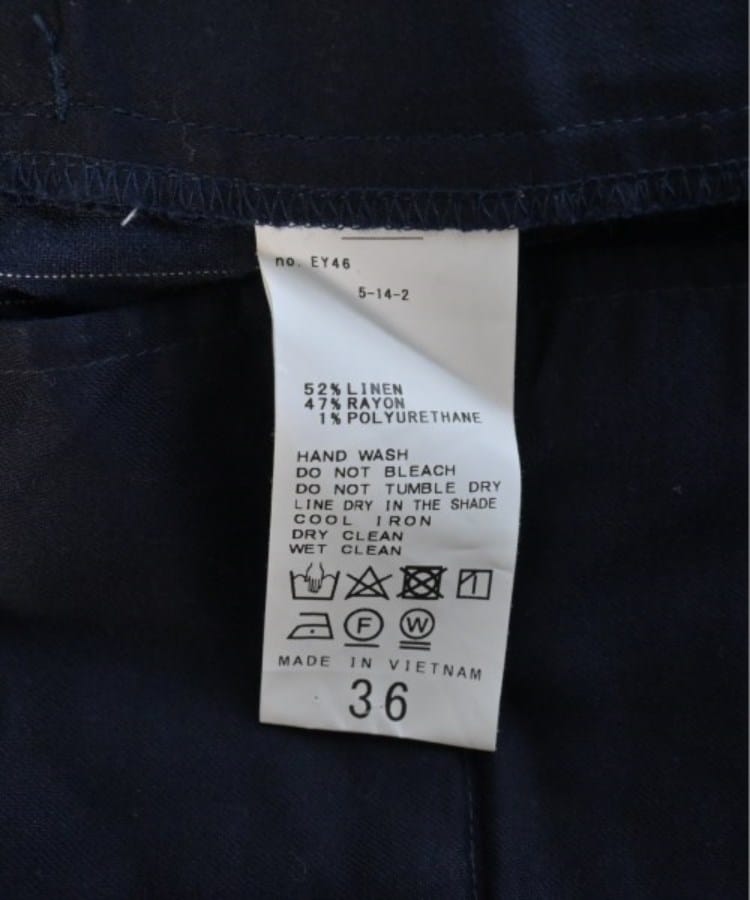 no. EY46
5-14-2
52% LINEN
47% RAYON
1% POLYURETHANE
HAND WASH
DO NOT BLEACH
DO NOT TUMBLE DRY
LINE DRY IN THE SHADE
COOL IRON
DRY CLEAN
WET CLEAN
F W
MADE IN VIETNAM
36